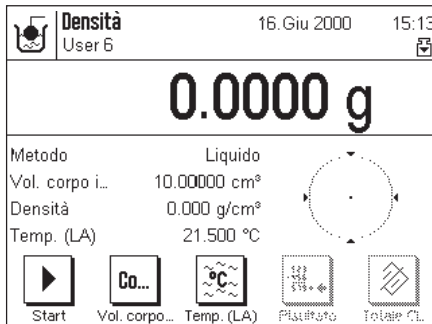 Densità 16.Giu 2000 15:13
User 6
0.0000 g
Metodo Liquido
Vol. corpo i... 10.00000 cm³
Densità 0.000 g/cm³
Temp. (LA) 21.500 °C
Co... °C
Start Vol. corpo... Temp. (LA) Risultato Totale Cl.